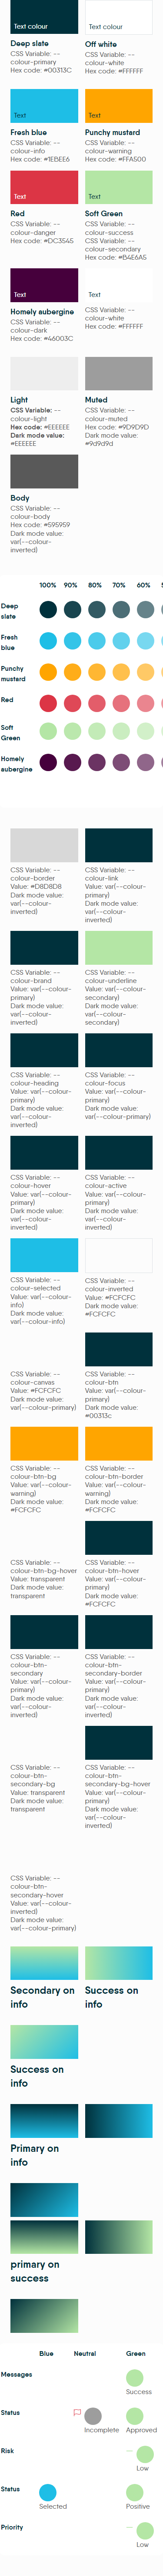 Text colour
Text colour
Deep slate
CSS Variable: --
colour-primary
Hex code: #00313C
Off white
CSS Variable: --
colour-white
Hex code: #FFFFFF
Text
Text
Fresh blue
CSS Variable: --
colour-info
Hex code: #1EBEE6
Punchy mustard
CSS Variable: --
colour-warning
Hex code: #FFA500
Text
Text
Red
CSS Variable: --
colour-danger
Hex code: #DC3545
Soft Green
CSS Variable: --
colour-success
CSS Variable: --
colour-secondary
Hex code: #B4E6A5
Text
Text
Homely aubergine
CSS Variable: --
colour-dark
Hex code: #46003C
CSS Variable: --
colour-white
Hex code: #FFFFFF
Light
CSS Variable: --
colour-light
Hex code: #EEEEEE
Dark mode value:
#EEEEEE
Muted
CSS Variable: --
colour-muted
Hex code: #9D9D9D
Dark mode value:
#9d9d9d
Body
CSS Variable: --
colour-body
Hex code: #595959
Dark mode value:
var(--colour-
inverted)
100% 90% 80% 70% 60%
Deep
slate
Fresh
blue
Punchy
mustard
Red
Soft
Green
Homely
aubergine
CSS Variable: --
colour-border
Value: #D8D8D8
Dark mode value:
var(--colour-
inverted)
CSS Variable: --
colour-link
Value: var(--colour-
primary)
Dark mode value:
var(--colour-
inverted)
CSS Variable: --
colour-brand
Value: var(--colour-
primary)
Dark mode value:
var(--colour-
inverted)
CSS Variable: --
colour-underline
Value: var(--colour-
secondary)
Dark mode value:
var(--colour-
secondary)
CSS Variable: --
colour-heading
Value: var(--colour-
primary)
Dark mode value:
var(--colour-
inverted)
CSS Variable: --
colour-focus
Value: var(--colour-
primary)
Dark mode value:
var(--colour-primary)
CSS Variable: --
colour-hover
Value: var(--colour-
primary)
Dark mode value:
var(--colour-
inverted)
CSS Variable: --
colour-active
Value: var(--colour-
primary)
Dark mode value:
var(--colour-
inverted)
CSS Variable: --
colour-selected
Value: var(--colour-
info)
Dark mode value:
var(--colour-info)
CSS Variable: --
colour-inverted
Value: #FCFCFC
Dark mode value:
#FCFCFC
CSS Variable: --
colour-canvas
Value: #FCFCFC
Dark mode value:
var(--colour-primary)
CSS Variable: --
colour-btn
Value: var(--colour-
primary)
Dark mode value:
#00313c
CSS Variable: --
colour-btn-bg
Value: var(--colour-
warning)
Dark mode value:
#FCFCFC
CSS Variable: --
colour-btn-border
Value: var(--colour-
warning)
Dark mode value:
#FCFCFC
CSS Variable: --
colour-btn-bg-hover
Value: transparent
Dark mode value:
transparent
CSS Variable: --
colour-btn-hover
Value: var(--colour-
primary)
Dark mode value:
#FCFCFC
CSS Variable: --
colour-btn-
secondary
Value: var(--colour-
primary)
Dark mode value:
var(--colour-
inverted)
CSS Variable: --
colour-btn-
secondary-border
Value: var(--colour-
primary)
Dark mode value:
var(--colour-
inverted)
CSS Variable: --
colour-btn-
secondary-bg
Value: transparent
Dark mode value:
transparent
CSS Variable: --
colour-btn-
secondary-bg-hover
Value: var(--colour-
primary)
Dark mode value:
var(--colour-
inverted)
CSS Variable: --
colour-btn-
secondary-hover
Value: var(--colour-
inverted)
Dark mode value:
var(--colour-primary)
Secondary on
info
Success on
info
Success on
info
Primary on
info
primary on
success
Blue Neutral Green
Messages
Success
Status
Incomplete Approved
Risk
Low
Status
Selected Positive
Priority
Low